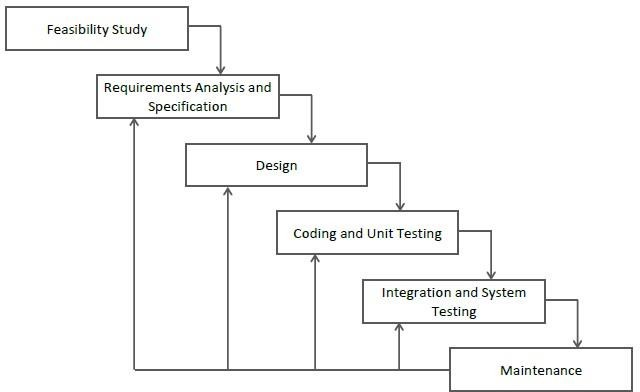 Feasibility Study
Requirements Analysis and
Specification
Design
Coding and Unit Testing
Integration and System
Testing
Maintenance